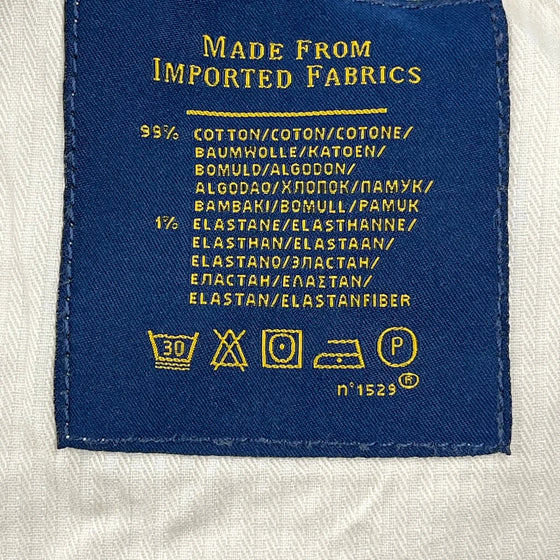 MADE FROM
IMPORTED FABRICS
99% COTTON/COTON/COTONE/
BAUMWOLLE/KATOEN/
BOMULD/ALGODON/
ALGODAO/ХЛОПОК/ПАМУК/
BAMBAKI/BOMULL/PAMUK
1% ELASTANE/ELASTHANNE/
ELASTHAN/ELASTAAN/
ELASTANO/ЭЛАСТАН/
ЕЛАСТАН/ΕΛΑΣΤΑΝ/
ELASTAN/ELASTANFIBER
30
P
n°1529®